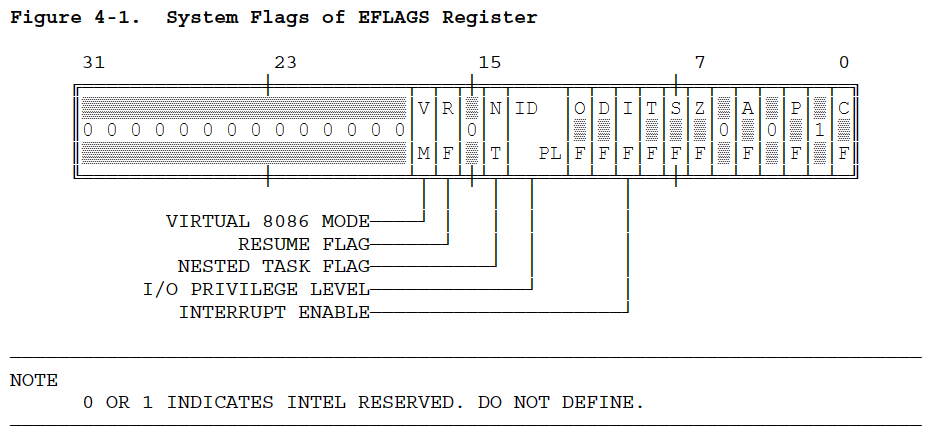 Figure 4-1. System Flags of EFLAGS Register
31 23 15 7 0
V R N ID O D I T S Z A P C
0 0 0 0 0 0 0 0 0 0 0 0 0 0 0 0 0 1
M F T PL F F F F F F F F F
VIRTUAL 8086 MODE
RESUME FLAG
NESTED TASK FLAG
I/O PRIVILEGE LEVEL
INTERRUPT ENABLE
NOTE
0 OR 1 INDICATES INTEL RESERVED. DO NOT DEFINE.